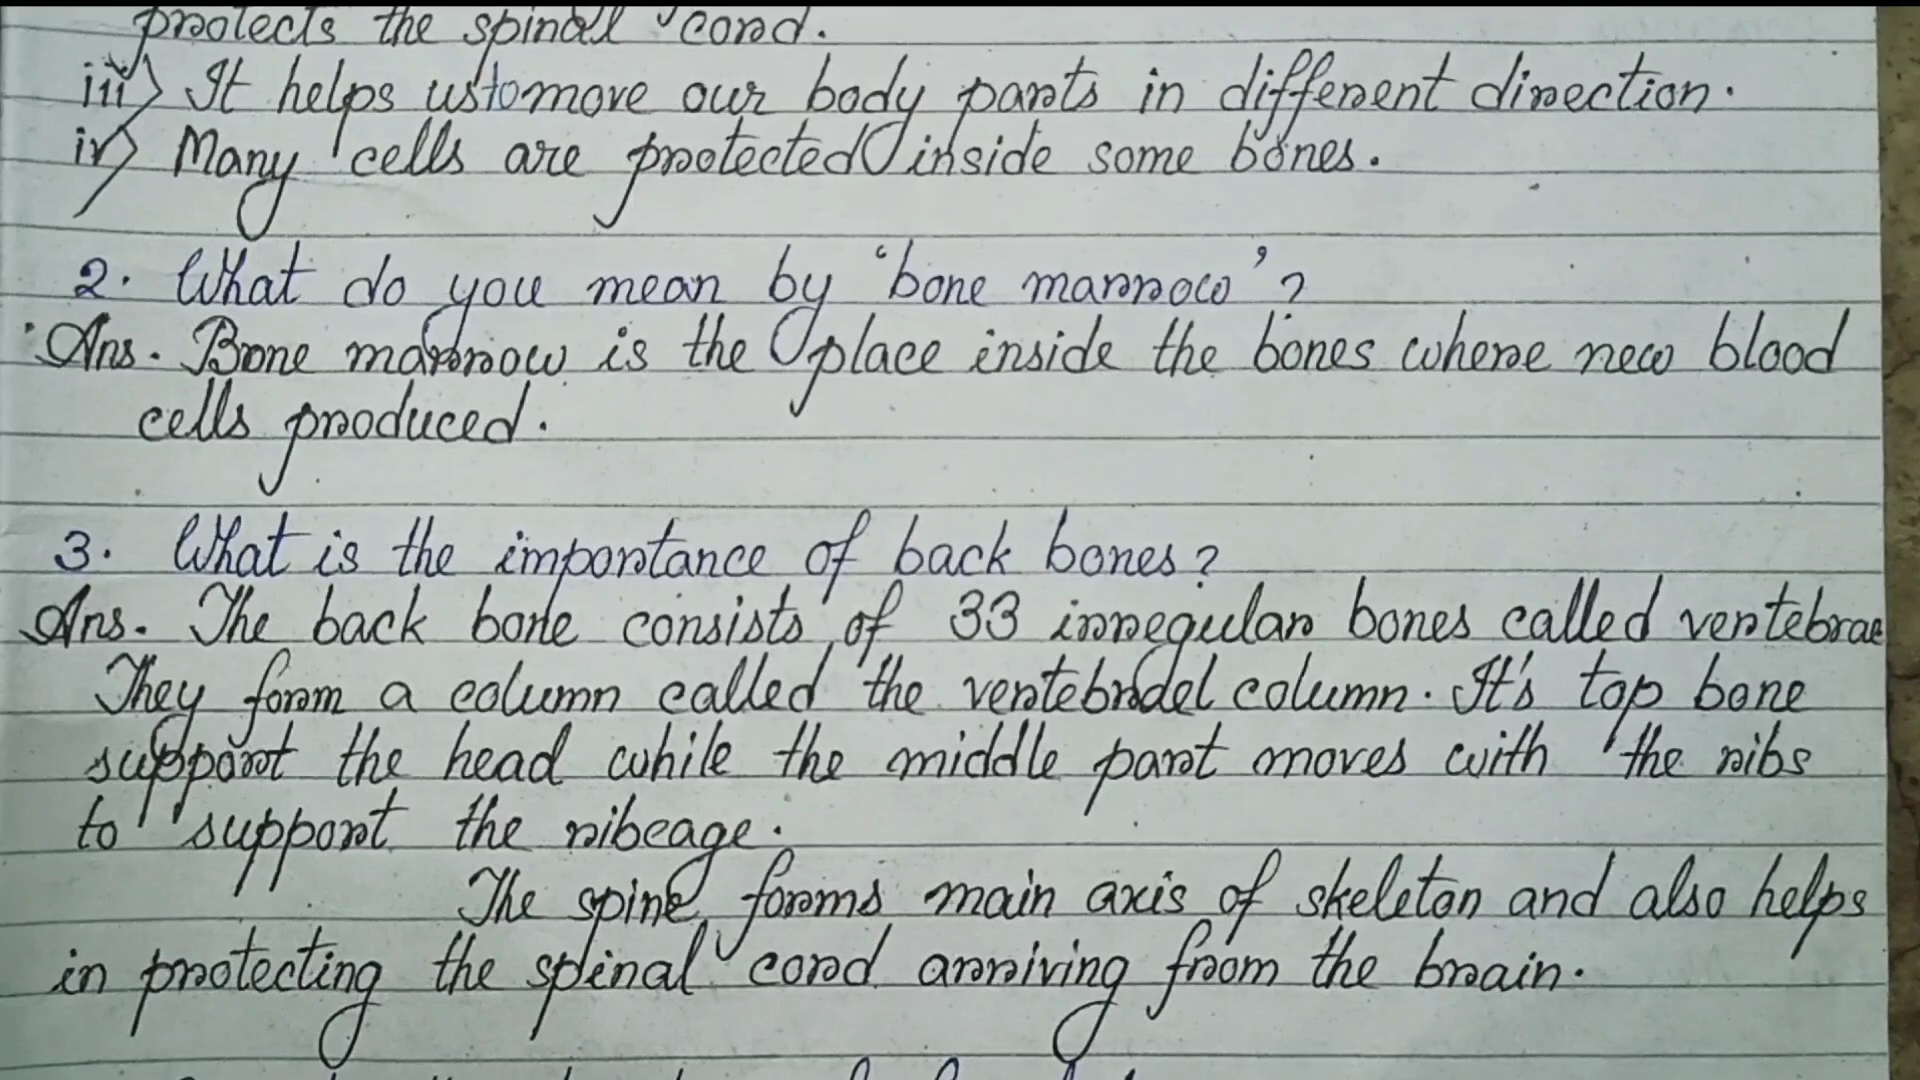 protects the spinal cord.
iii) It helps us to move our body parts in different direction.
iv) Many cells are protected inside some bones.
2. What do you mean by 'bone marrow'?
Ans. Bone marrow is the place inside the bones where new blood
cells produced.
3. What is the importance of back bones?
Ans. The back bone consists of 33 irregular bones called vertebrae
They form a column called the vertebradel column. It's top bone
support the head while the middle part moves with the ribs
to support the ribcage.
The spine forms main axis of skeleton and also helps
in protecting the spinal cord arriving from the brain.